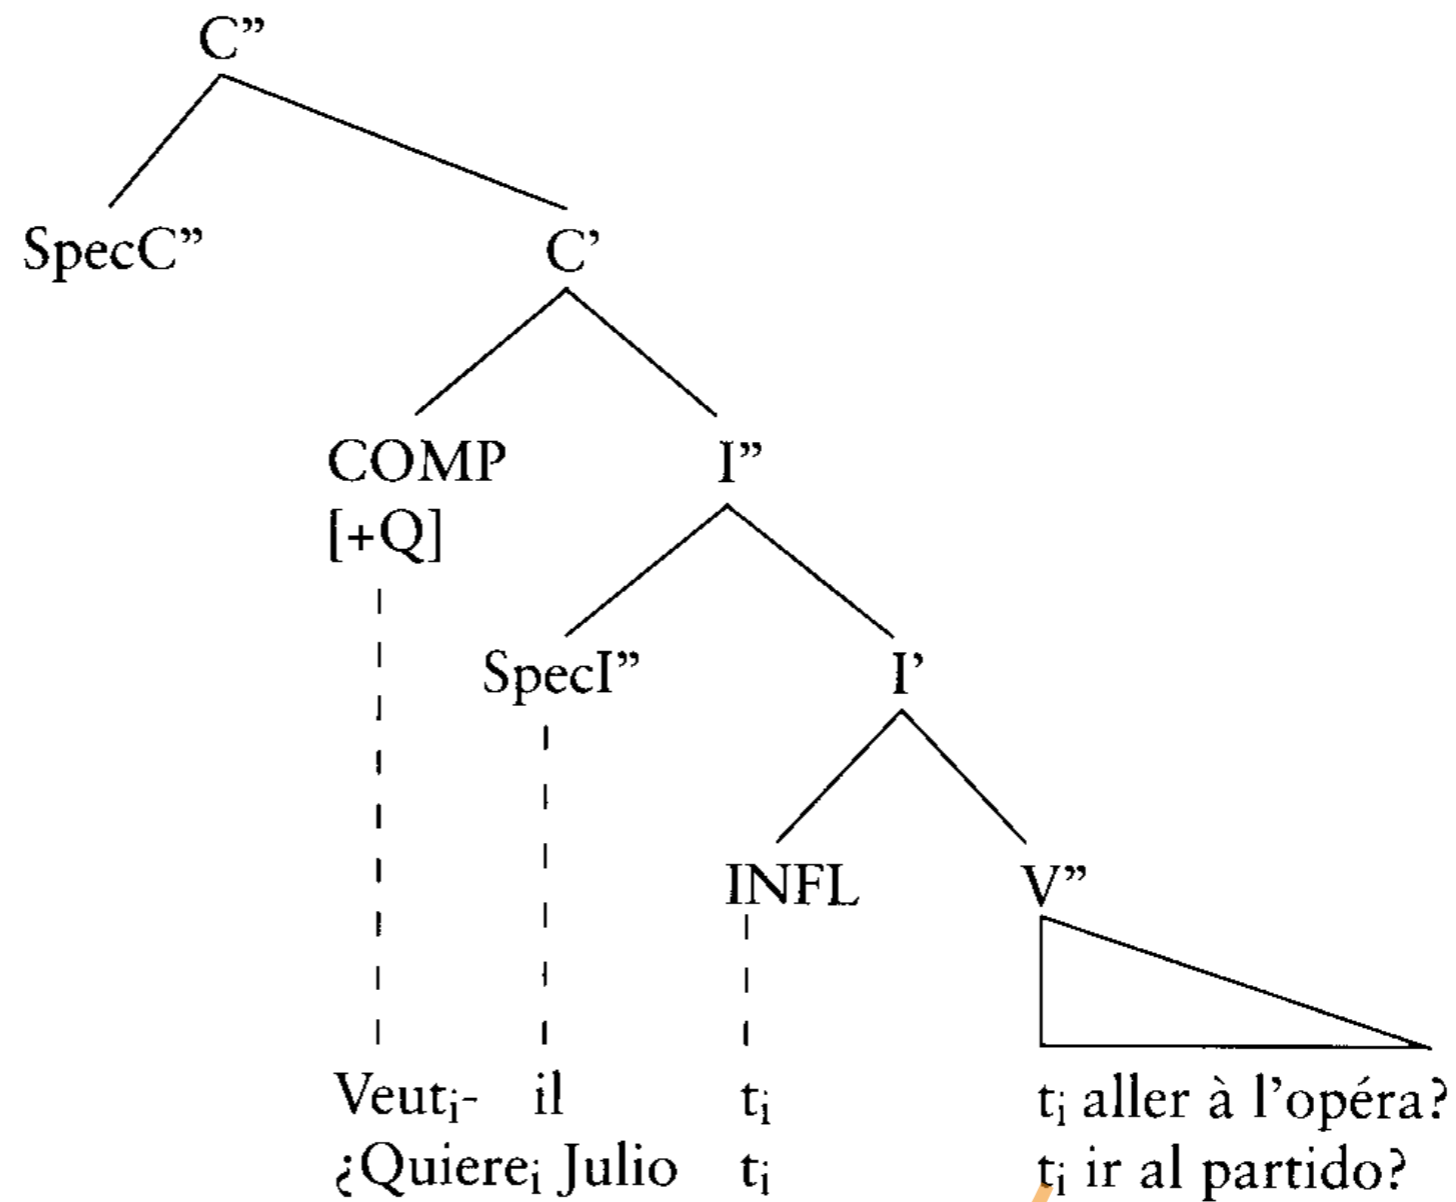 C”
SpecC” C’
COMP I”
[+Q]
SpecI” I’
INFL V”
Veutᵢ- il tᵢ tᵢ aller à l’opéra?
¿Quiereᵢ Julio tᵢ tᵢ ir al partido?